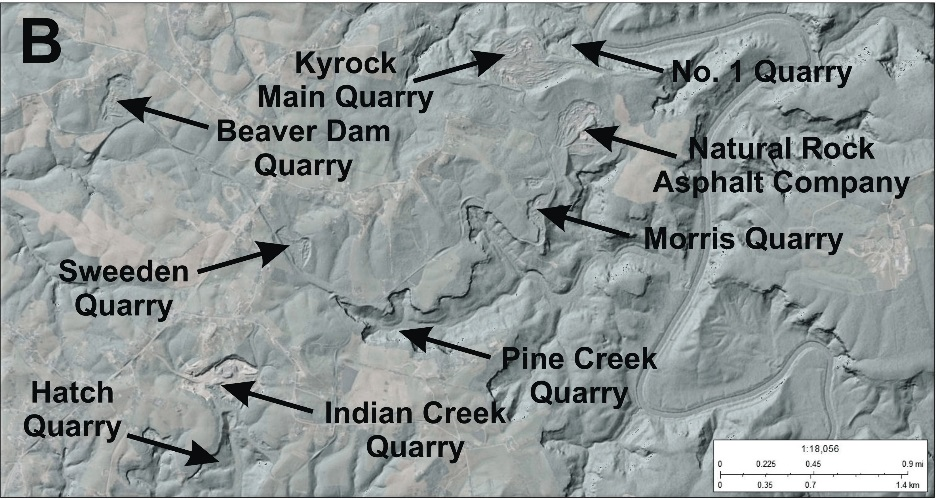 B
Kyrock
Main Quarry
No. 1 Quarry
Beaver Dam
Quarry
Natural Rock
Asphalt Company
Morris Quarry
Sweeden
Quarry
Pine Creek
Quarry
Hatch
Quarry
Indian Creek
Quarry
1:18,056
0 0.225 0.45 0.9 mi
0 0.35 0.7 1.4 km